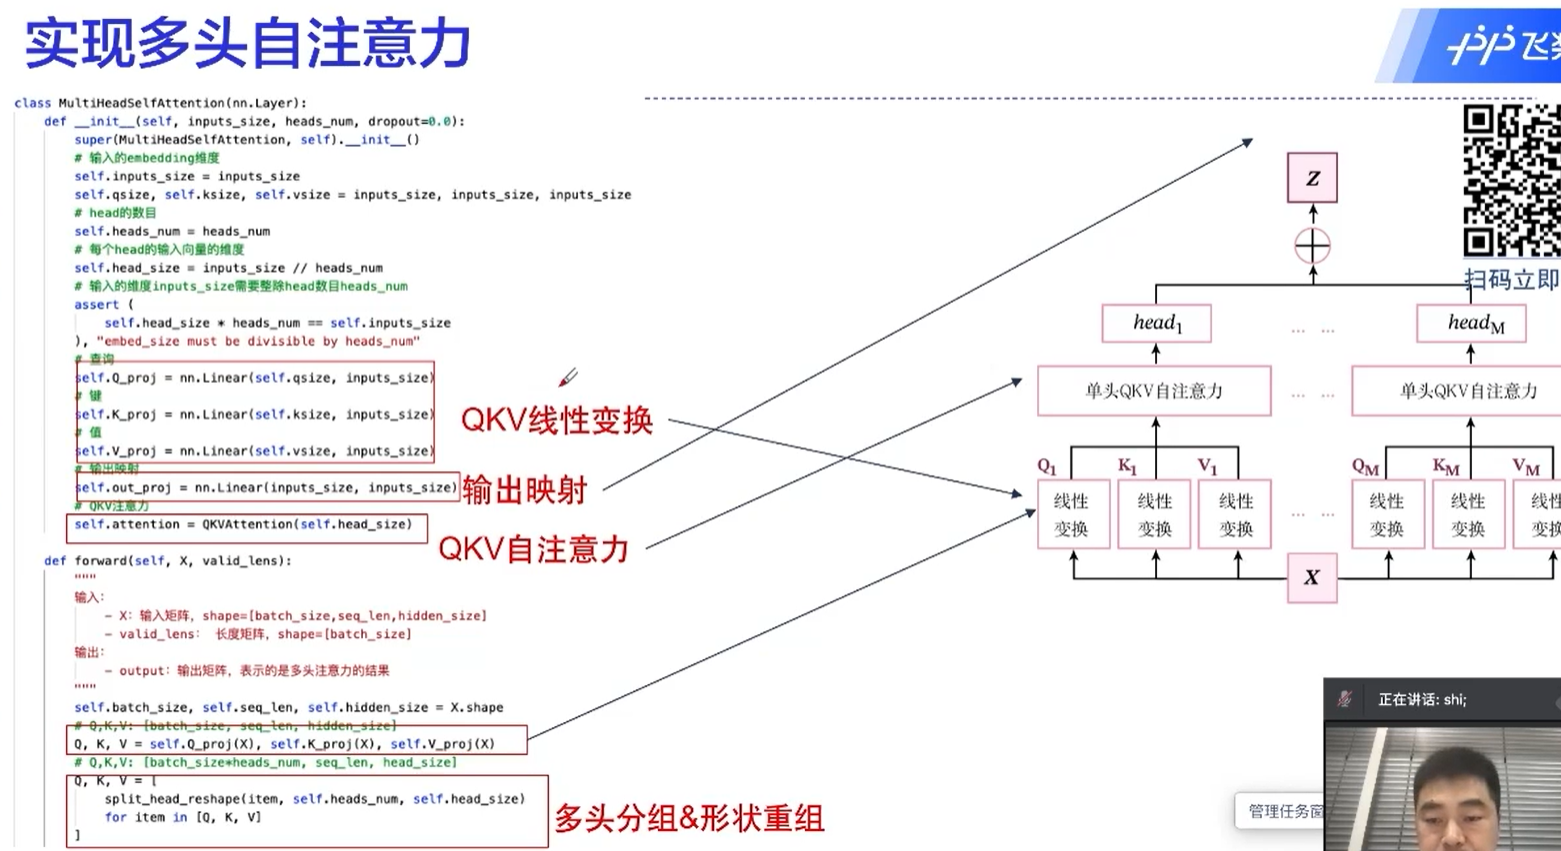 实现多头自注意力
飞桨
class MultiHeadSelfAttention(nn.Layer):
def __init__(self, inputs_size, heads_num, dropout=0.0):
super(MultiHeadSelfAttention, self).__init__()
# 输入的embedding维度
self.inputs_size = inputs_size
self.qsize, self.ksize, self.vsize = inputs_size, inputs_size, inputs_size
# head的数目
self.heads_num = heads_num
# 每个head的输入向量的维度
self.head_size = inputs_size // heads_num
# 输入的维度inputs_size需要整除head数目heads_num
assert (
self.head_size * heads_num == self.inputs_size
), "embed_size must be divisible by heads_num"
# 查询
self.Q_proj = nn.Linear(self.qsize, inputs_size)
# 键
self.K_proj = nn.Linear(self.ksize, inputs_size)
# 值
self.V_proj = nn.Linear(self.vsize, inputs_size)
# 输出映射
self.out_proj = nn.Linear(inputs_size, inputs_size)
# QKV注意力
self.attention = QKVAttention(self.head_size)
def forward(self, X, valid_lens):
"""
输入:
- X: 输入矩阵, shape=[batch_size,seq_len,hidden_size]
- valid_lens: 长度矩阵, shape=[batch_size]
输出:
- output: 输出矩阵, 表示的是多头注意力的结果
"""
self.batch_size, self.seq_len, self.hidden_size = X.shape
# Q,K,V: [batch_size, seq_len, hidden_size]
Q, K, V = self.Q_proj(X), self.K_proj(X), self.V_proj(X)
# Q,K,V: [batch_size*heads_num, seq_len, head_size]
Q, K, V = [
split_head_reshape(item, self.heads_num, self.head_size)
for item in [Q, K, V]
]
QKV线性变换
输出映射
QKV自注意力
多头分组&形状重组
Z
扫码立即
head1
... ...
headM
单头QKV自注意力
... ...
单头QKV自注意力
Q1
K1
V1
QM
KM
VM
线性变换
线性变换
线性变换
... ...
线性变换
线性变换
X
正在讲话: shi;
管理任务窗